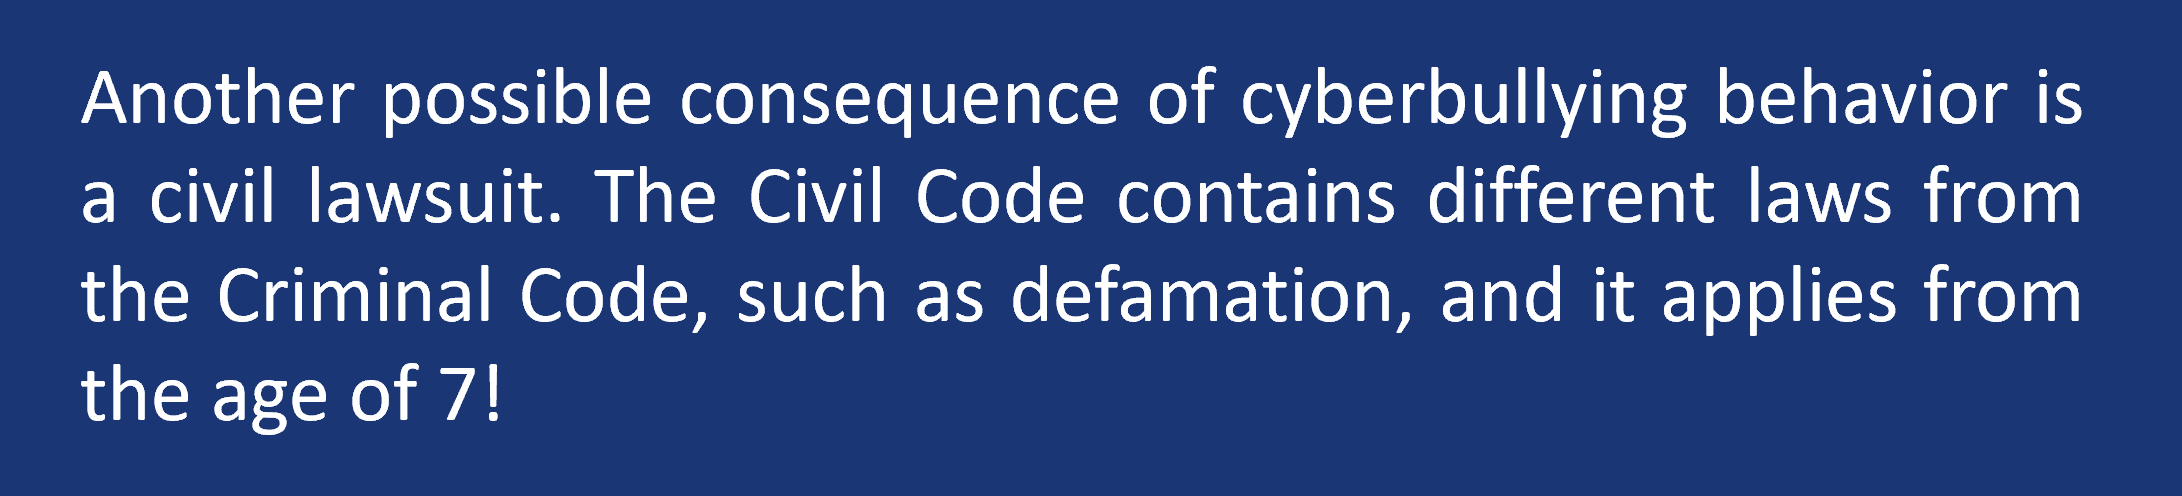 Another possible consequence of cyberbullying behavior is
a civil lawsuit. The Civil Code contains different laws from
the Criminal Code, such as defamation, and it applies from
the age of 7!